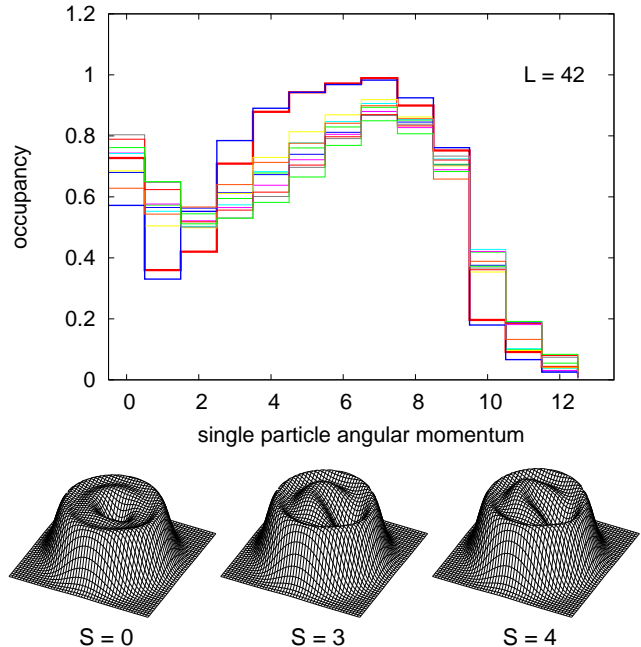 1.2
1
0.8
0.6
0.4
0.2
0
occupancy
L = 42
0 2 4 6 8 10 12
single particle angular momentum
S = 0 S = 3 S = 4